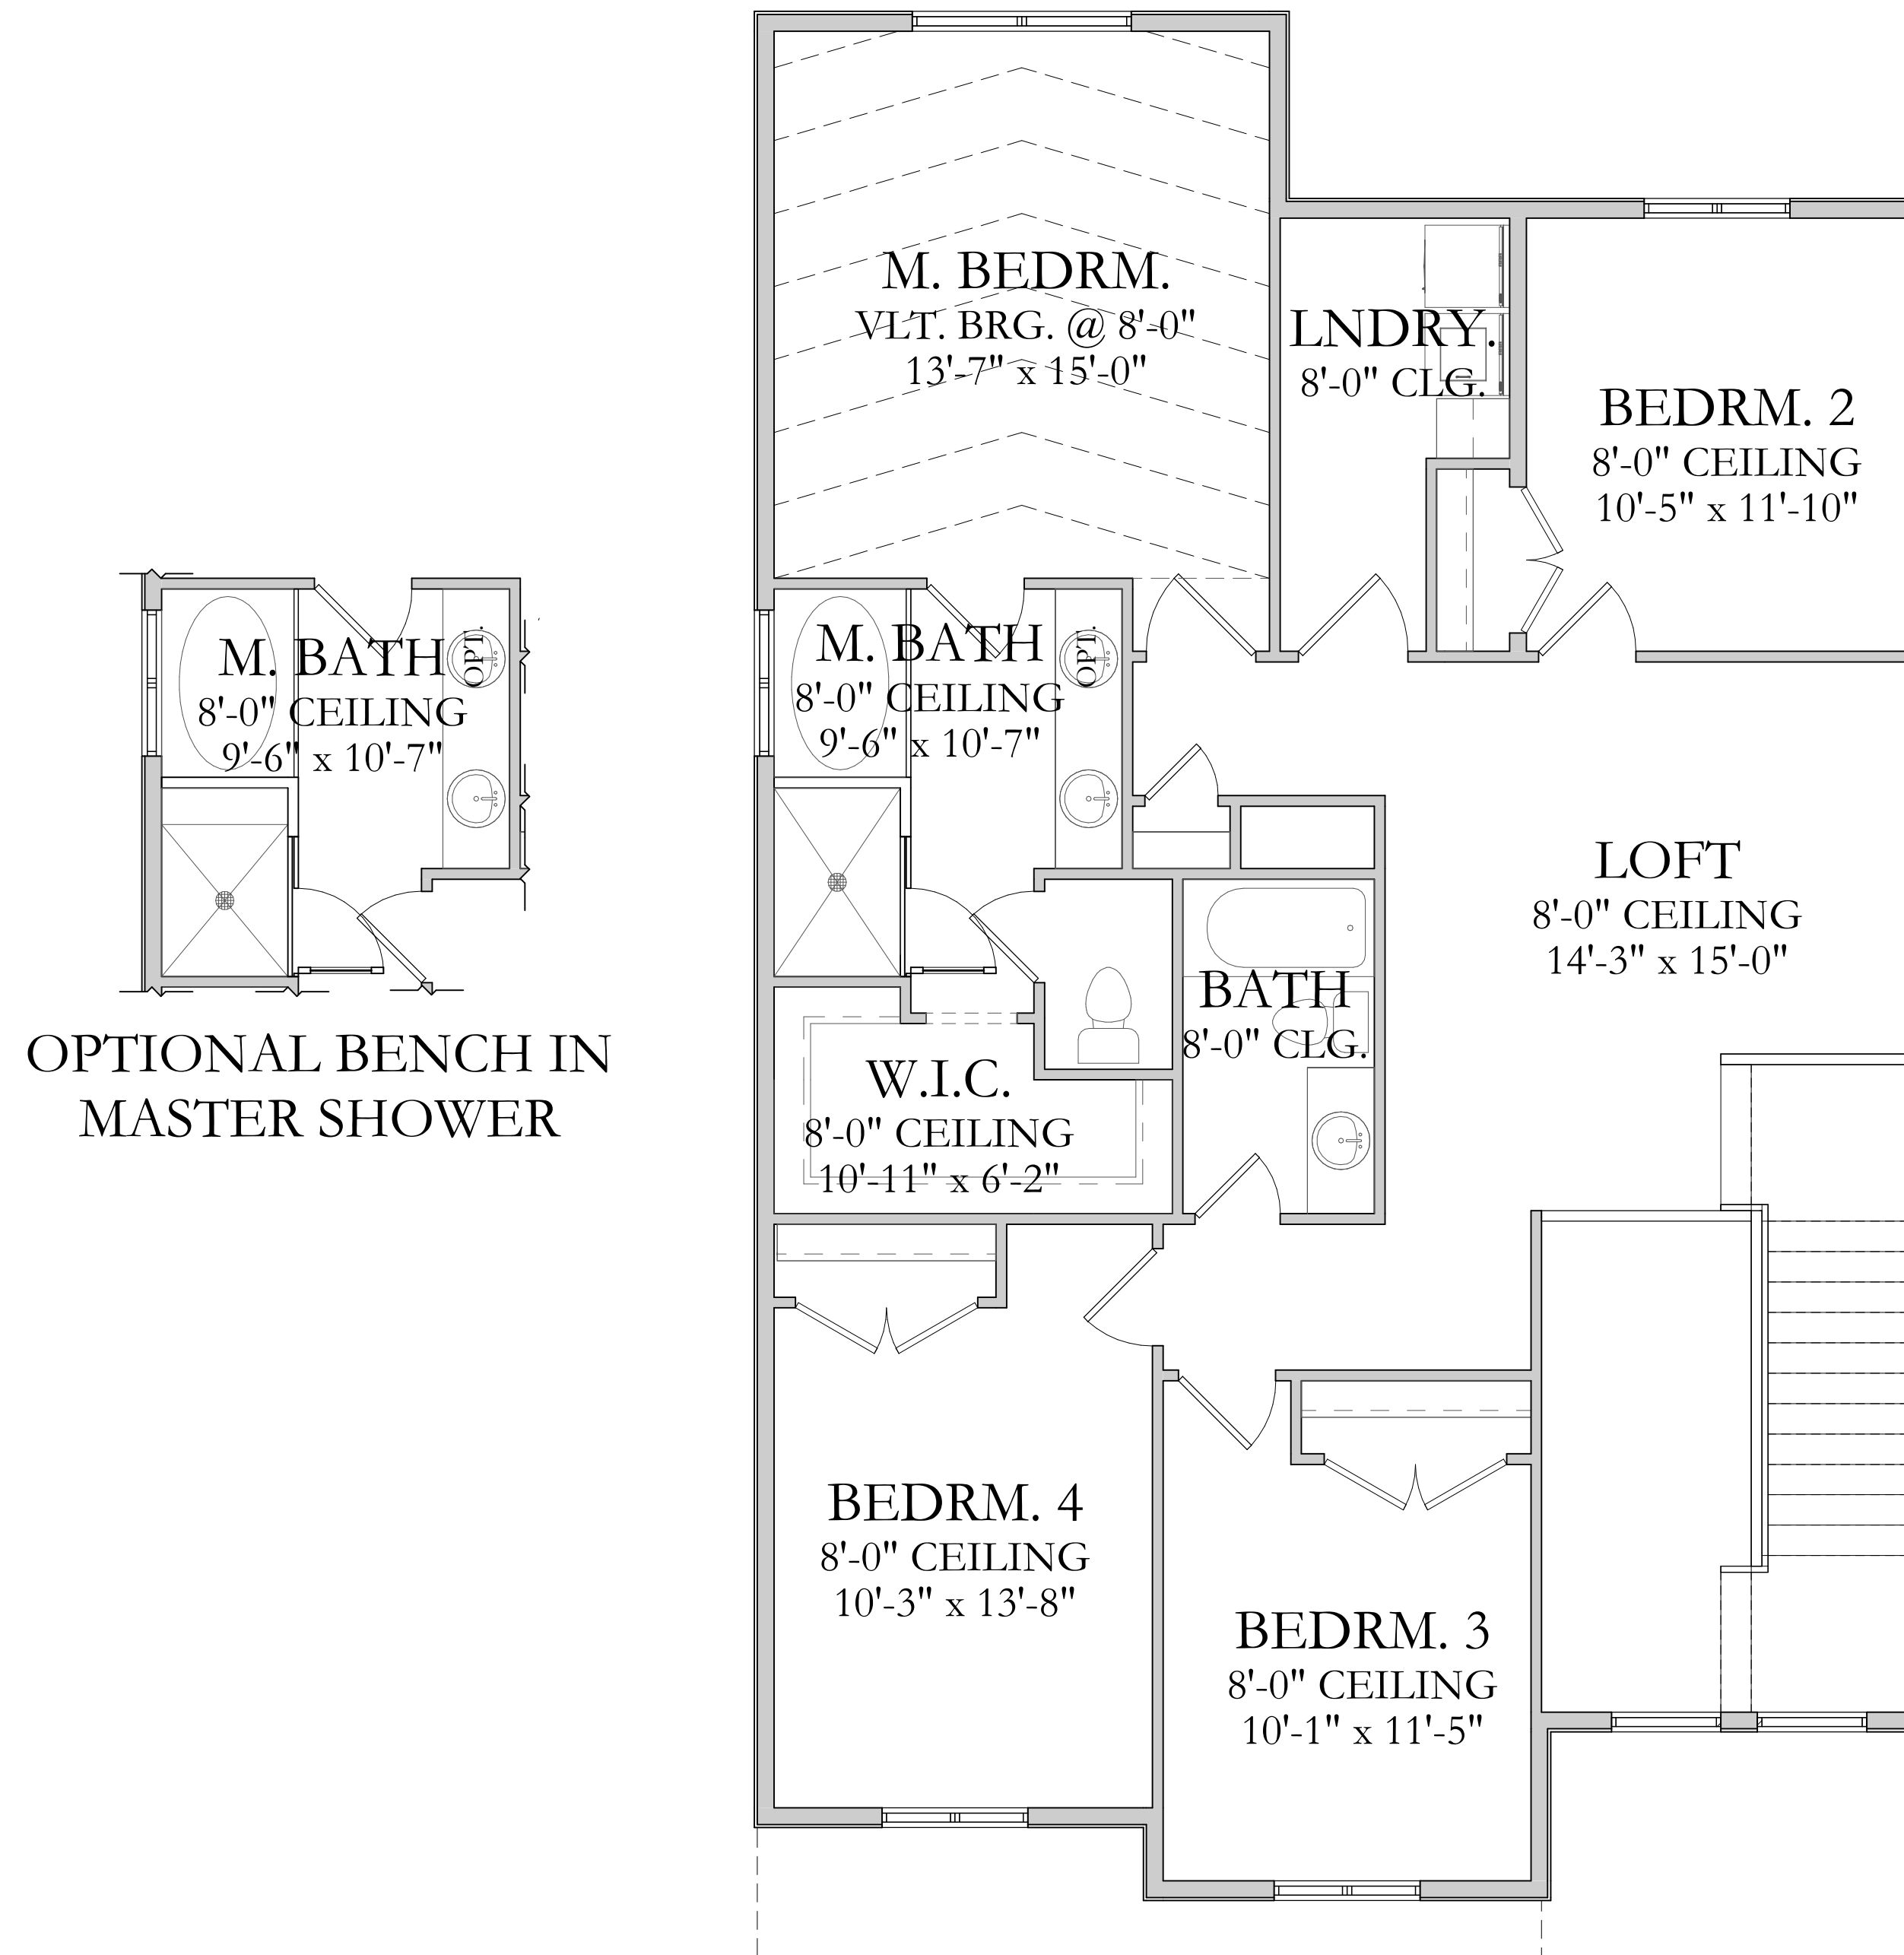 M. BEDRM.
VLT. BRG. @ 8'-0"
13'-7" x 15'-0"
LNDRY.
8'-0" CLG.
BEDRM. 2
8'-0" CEILING
10'-5" x 11'-10"
M. BATH
8'-0" CEILING
9'-6" x 10'-7"
OPT.
M. BATH
8'-0" CEILING
9'-6" x 10'-7"
OPT.
OPTIONAL BENCH IN
MASTER SHOWER
LOFT
8'-0" CEILING
14'-3" x 15'-0"
BATH
8'-0" CLG.
W.I.C.
8'-0" CEILING
10'-11" x 6'-2"
BEDRM. 4
8'-0" CEILING
10'-3" x 13'-8"
BEDRM. 3
8'-0" CEILING
10'-1" x 11'-5"